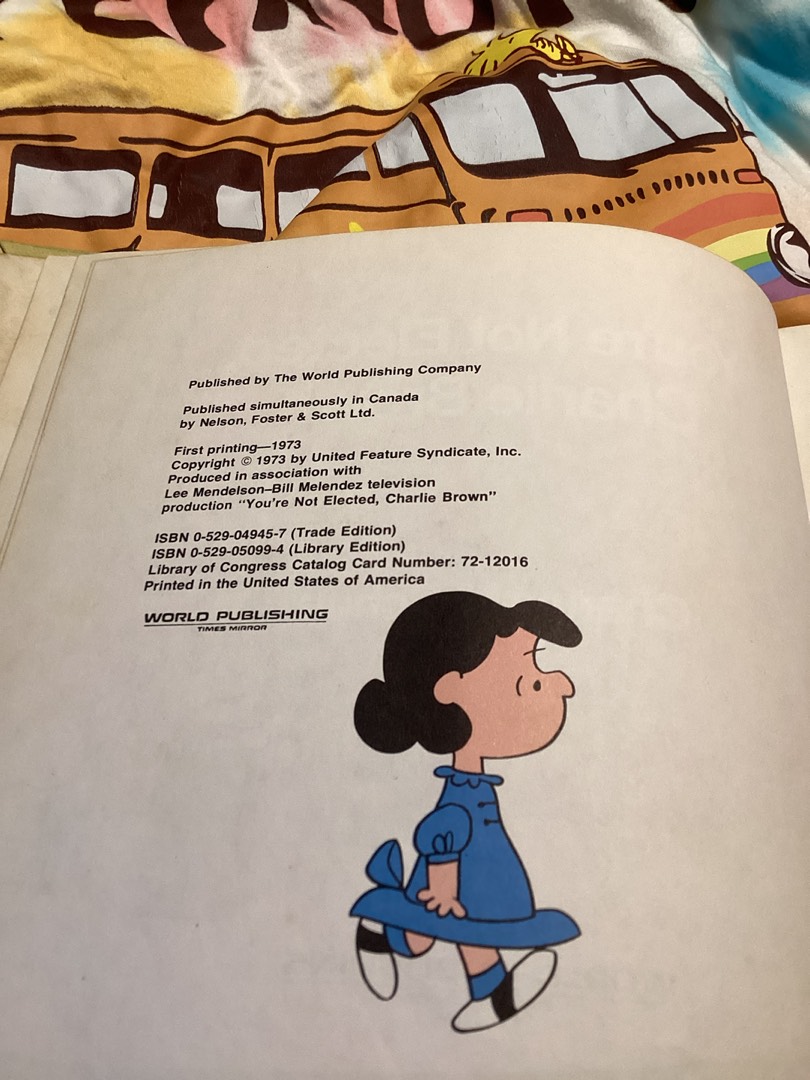 Published by The World Publishing Company
Published simultaneously in Canada
by Nelson, Foster & Scott Ltd.
First printing—1973
Copyright © 1973 by United Feature Syndicate, Inc.
Produced in association with
Lee Mendelson–Bill Melendez television
production “You're Not Elected, Charlie Brown”
ISBN 0-529-04945-7 (Trade Edition)
ISBN 0-529-05099-4 (Library Edition)
Library of Congress Catalog Card Number: 72-12016
Printed in the United States of America
WORLD PUBLISHING
TIMES MIRROR